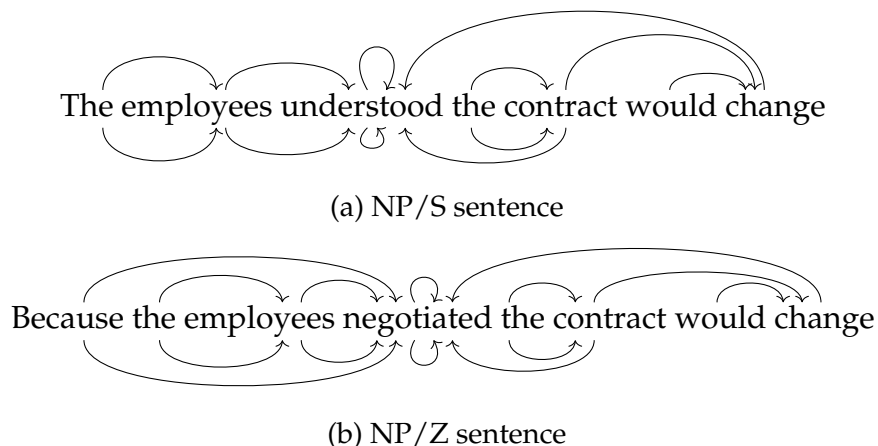 The employees understood the contract would change
(a) NP/S sentence
Because the employees negotiated the contract would change
(b) NP/Z sentence